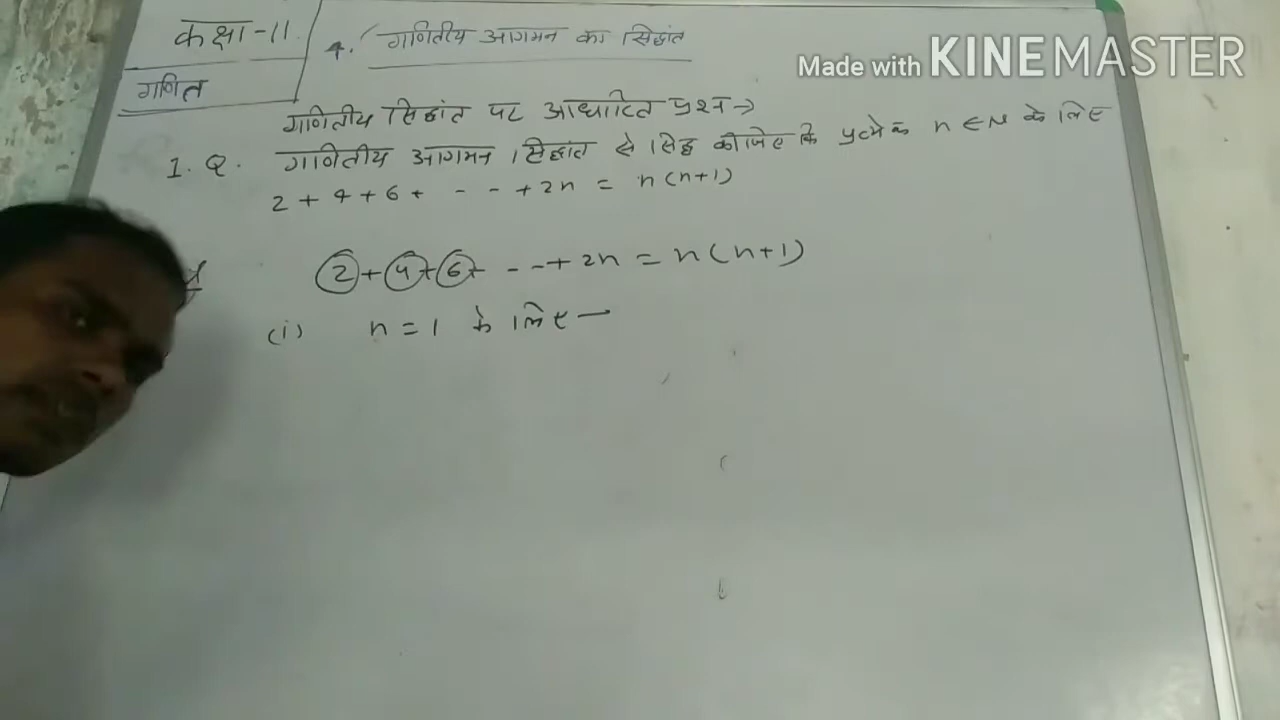 कक्षा-11
गणित
4. गणितीय आगमन का सिद्धांत
Made with KINEMASTER
गणितीय सिद्धांत पर आधारित प्रश्न→
1. Q. गणितीय आगमन सिद्धांत से सिद्ध कीजिए कि प्रत्येक n ∈ N के लिए
2 + 4 + 6 + - - + 2n = n(n+1)
2 + 4 + 6 + - - - + 2n = n(n+1)
(i) n = 1 के लिए —